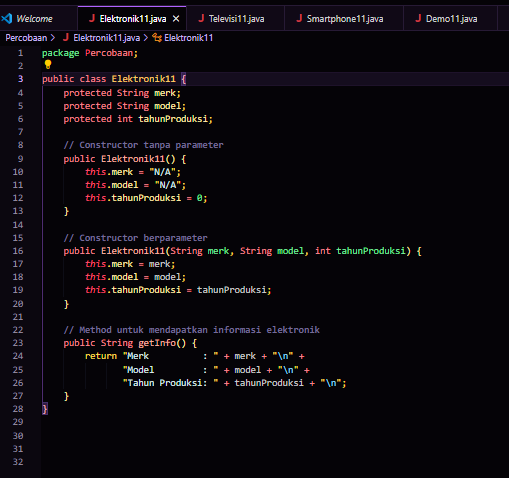 Welcome Elektronik11.java Televisi11.java Smartphone11.java Demo11.java
Percobaan > Elektronik11.java > Elektronik11
1 package Percobaan;
2
3 public class Elektronik11 {
4     protected String merk;
5     protected String model;
6     protected int tahunProduksi;
7
8     // Constructor tanpa parameter
9     public Elektronik11() {
10         this.merk = "N/A";
11         this.model = "N/A";
12         this.tahunProduksi = 0;
13     }
14
15     // Constructor berparameter
16     public Elektronik11(String merk, String model, int tahunProduksi) {
17         this.merk = merk;
18         this.model = model;
19         this.tahunProduksi = tahunProduksi;
20     }
21
22     // Method untuk mendapatkan informasi elektronik
23     public String getInfo() {
24         return "Merk          : " + merk + "\n" +
25                "Model         : " + model + "\n" +
26                "Tahun Produksi: " + tahunProduksi + "\n";
27     }
28 }
29
30
31
32